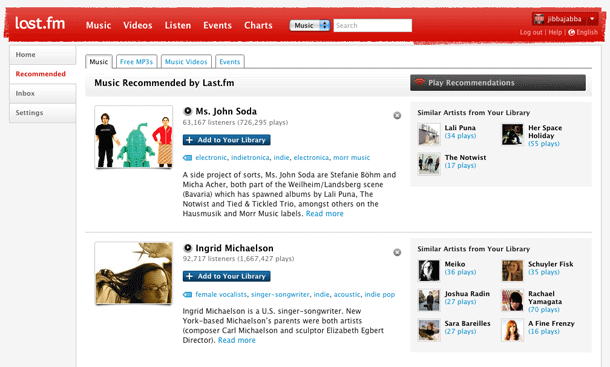 last.fm
Music Videos Listen Events Charts
Music Search
jibbajabba
Log out | Help | English
Home
Recommended
Inbox
Settings
Music Free MP3s Music Videos Events
Music Recommended by Last.fm
Play Recommendations
Ms. John Soda
63,167 listeners (726,295 plays)
Add to Your Library
electronic, indietronica, indie, electronica, morr music
A side project of sorts, Ms. John Soda are Stefanie Böhm and
Micha Acher, both part of the Weilheim/Landsberg scene
(Bavaria) which has spawned albums by Lali Puna, The
Notwist and Tied & Tickled Trio, amongst others on the
Hausmusik and Morr Music labels. Read more
Similar Artists from Your Library
Lali Puna
(34 plays)
Her Space
Holiday
(55 plays)
The Notwist
(17 plays)
Ingrid Michaelson
92,717 listeners (1,667,427 plays)
Add to Your Library
female vocalists, singer-songwriter, indie, acoustic, indie pop
Ingrid Michaelson is a U.S. singer-songwriter. New
York-based Michaelson's parents were both artists
(composer Carl Michaelson and sculptor Elizabeth Egbert
Director). Read more
Similar Artists from Your Library
Meiko
(36 plays)
Schuyler Fisk
(35 plays)
Joshua Radin
(27 plays)
Rachael
Yamagata
(70 plays)
Sara Bareilles
(27 plays)
A Fine Frenzy
(16 plays)